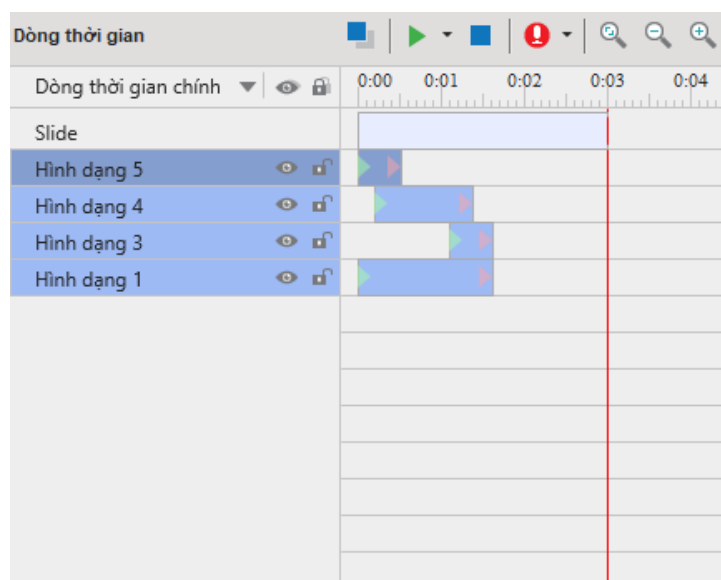 Dòng thời gian
Dòng thời gian chính 0:00 0:01 0:02 0:03 0:04
Slide
Hình dạng 5
Hình dạng 4
Hình dạng 3
Hình dạng 1